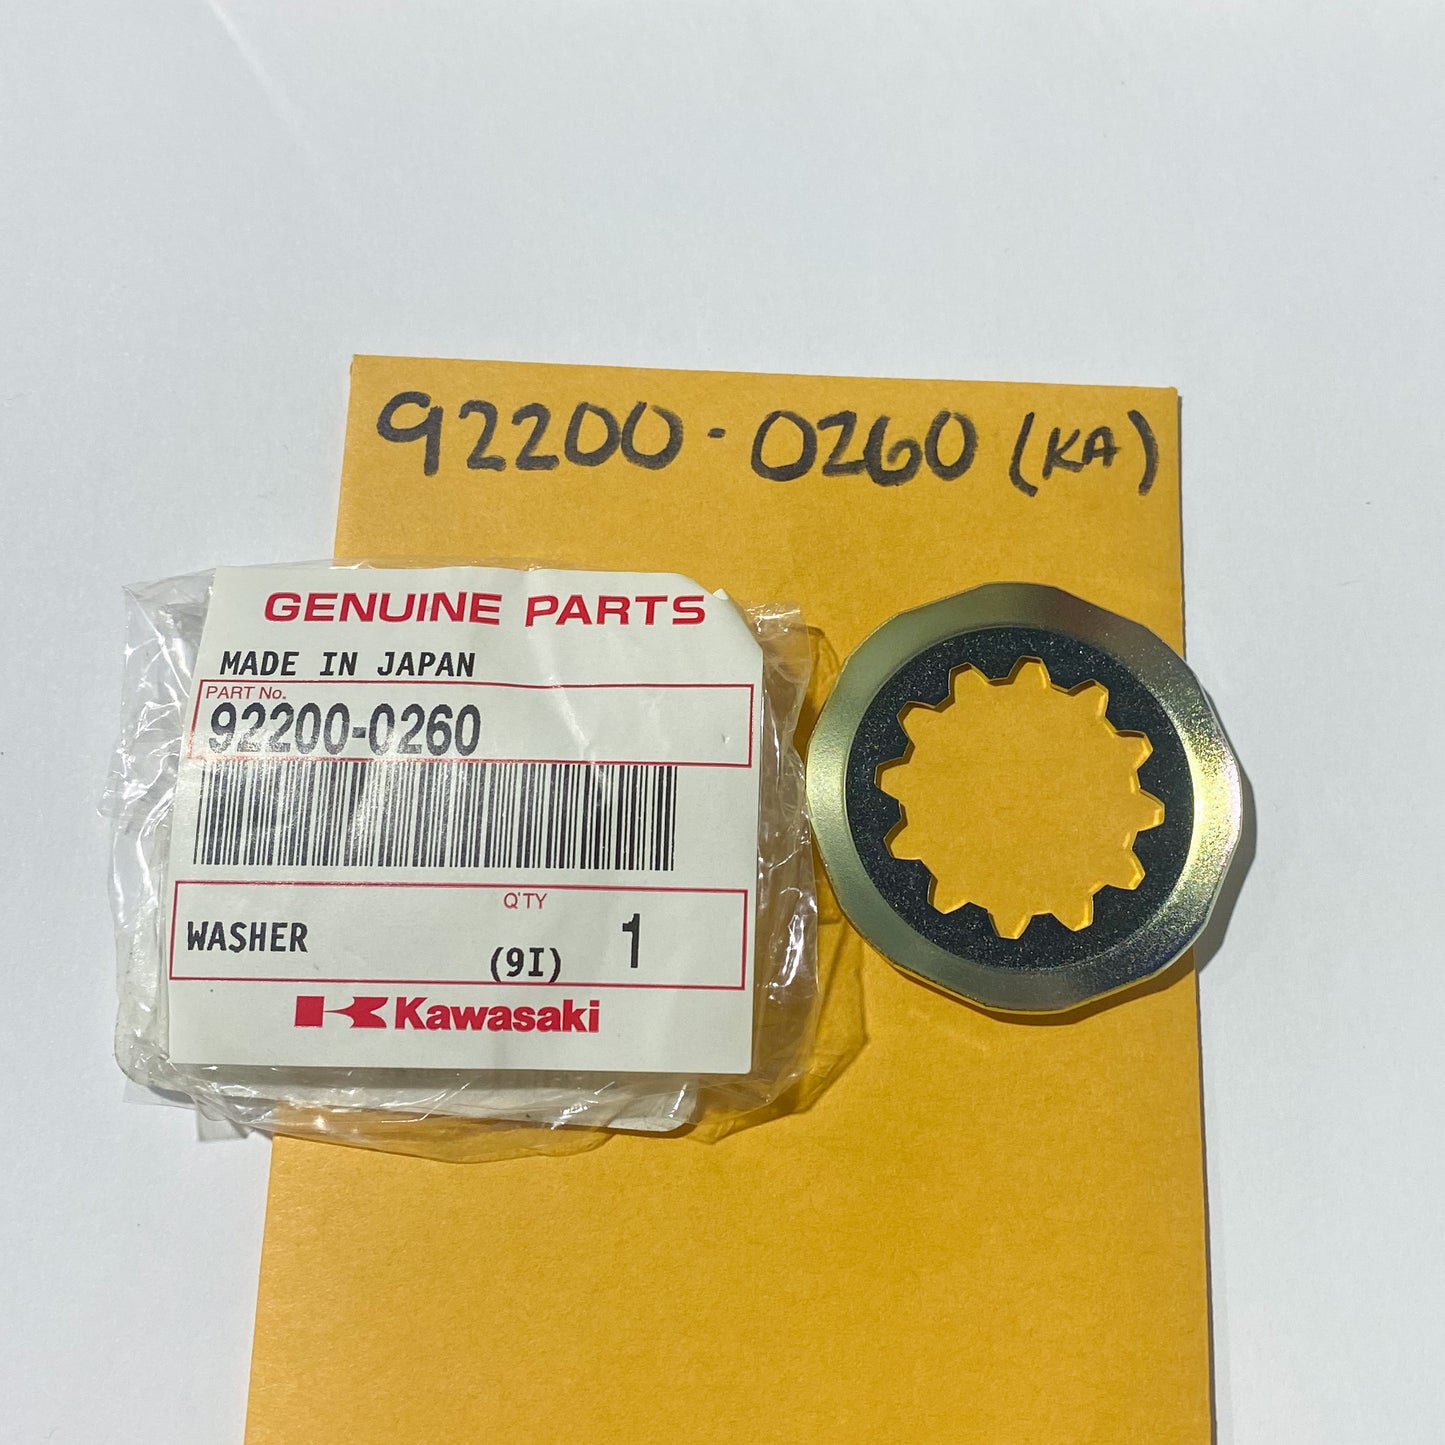 92200-0260 (KA)
GENUINE PARTS
MADE IN JAPAN
PART No.
92200-0260
Q'TY
WASHER (9I) 1
Kawasaki